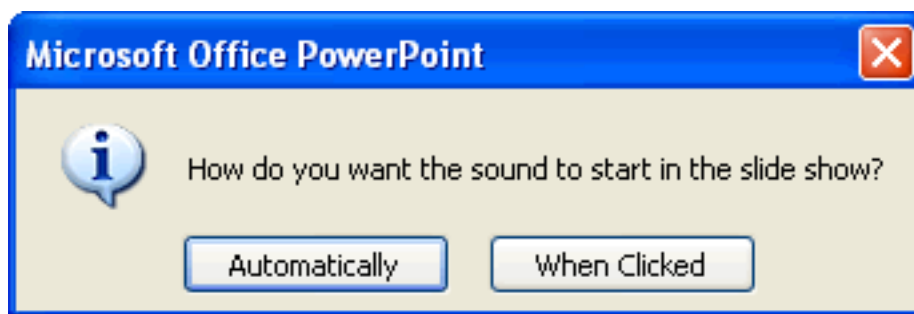 Microsoft Office PowerPoint
How do you want the sound to start in the slide show?
Automatically When Clicked